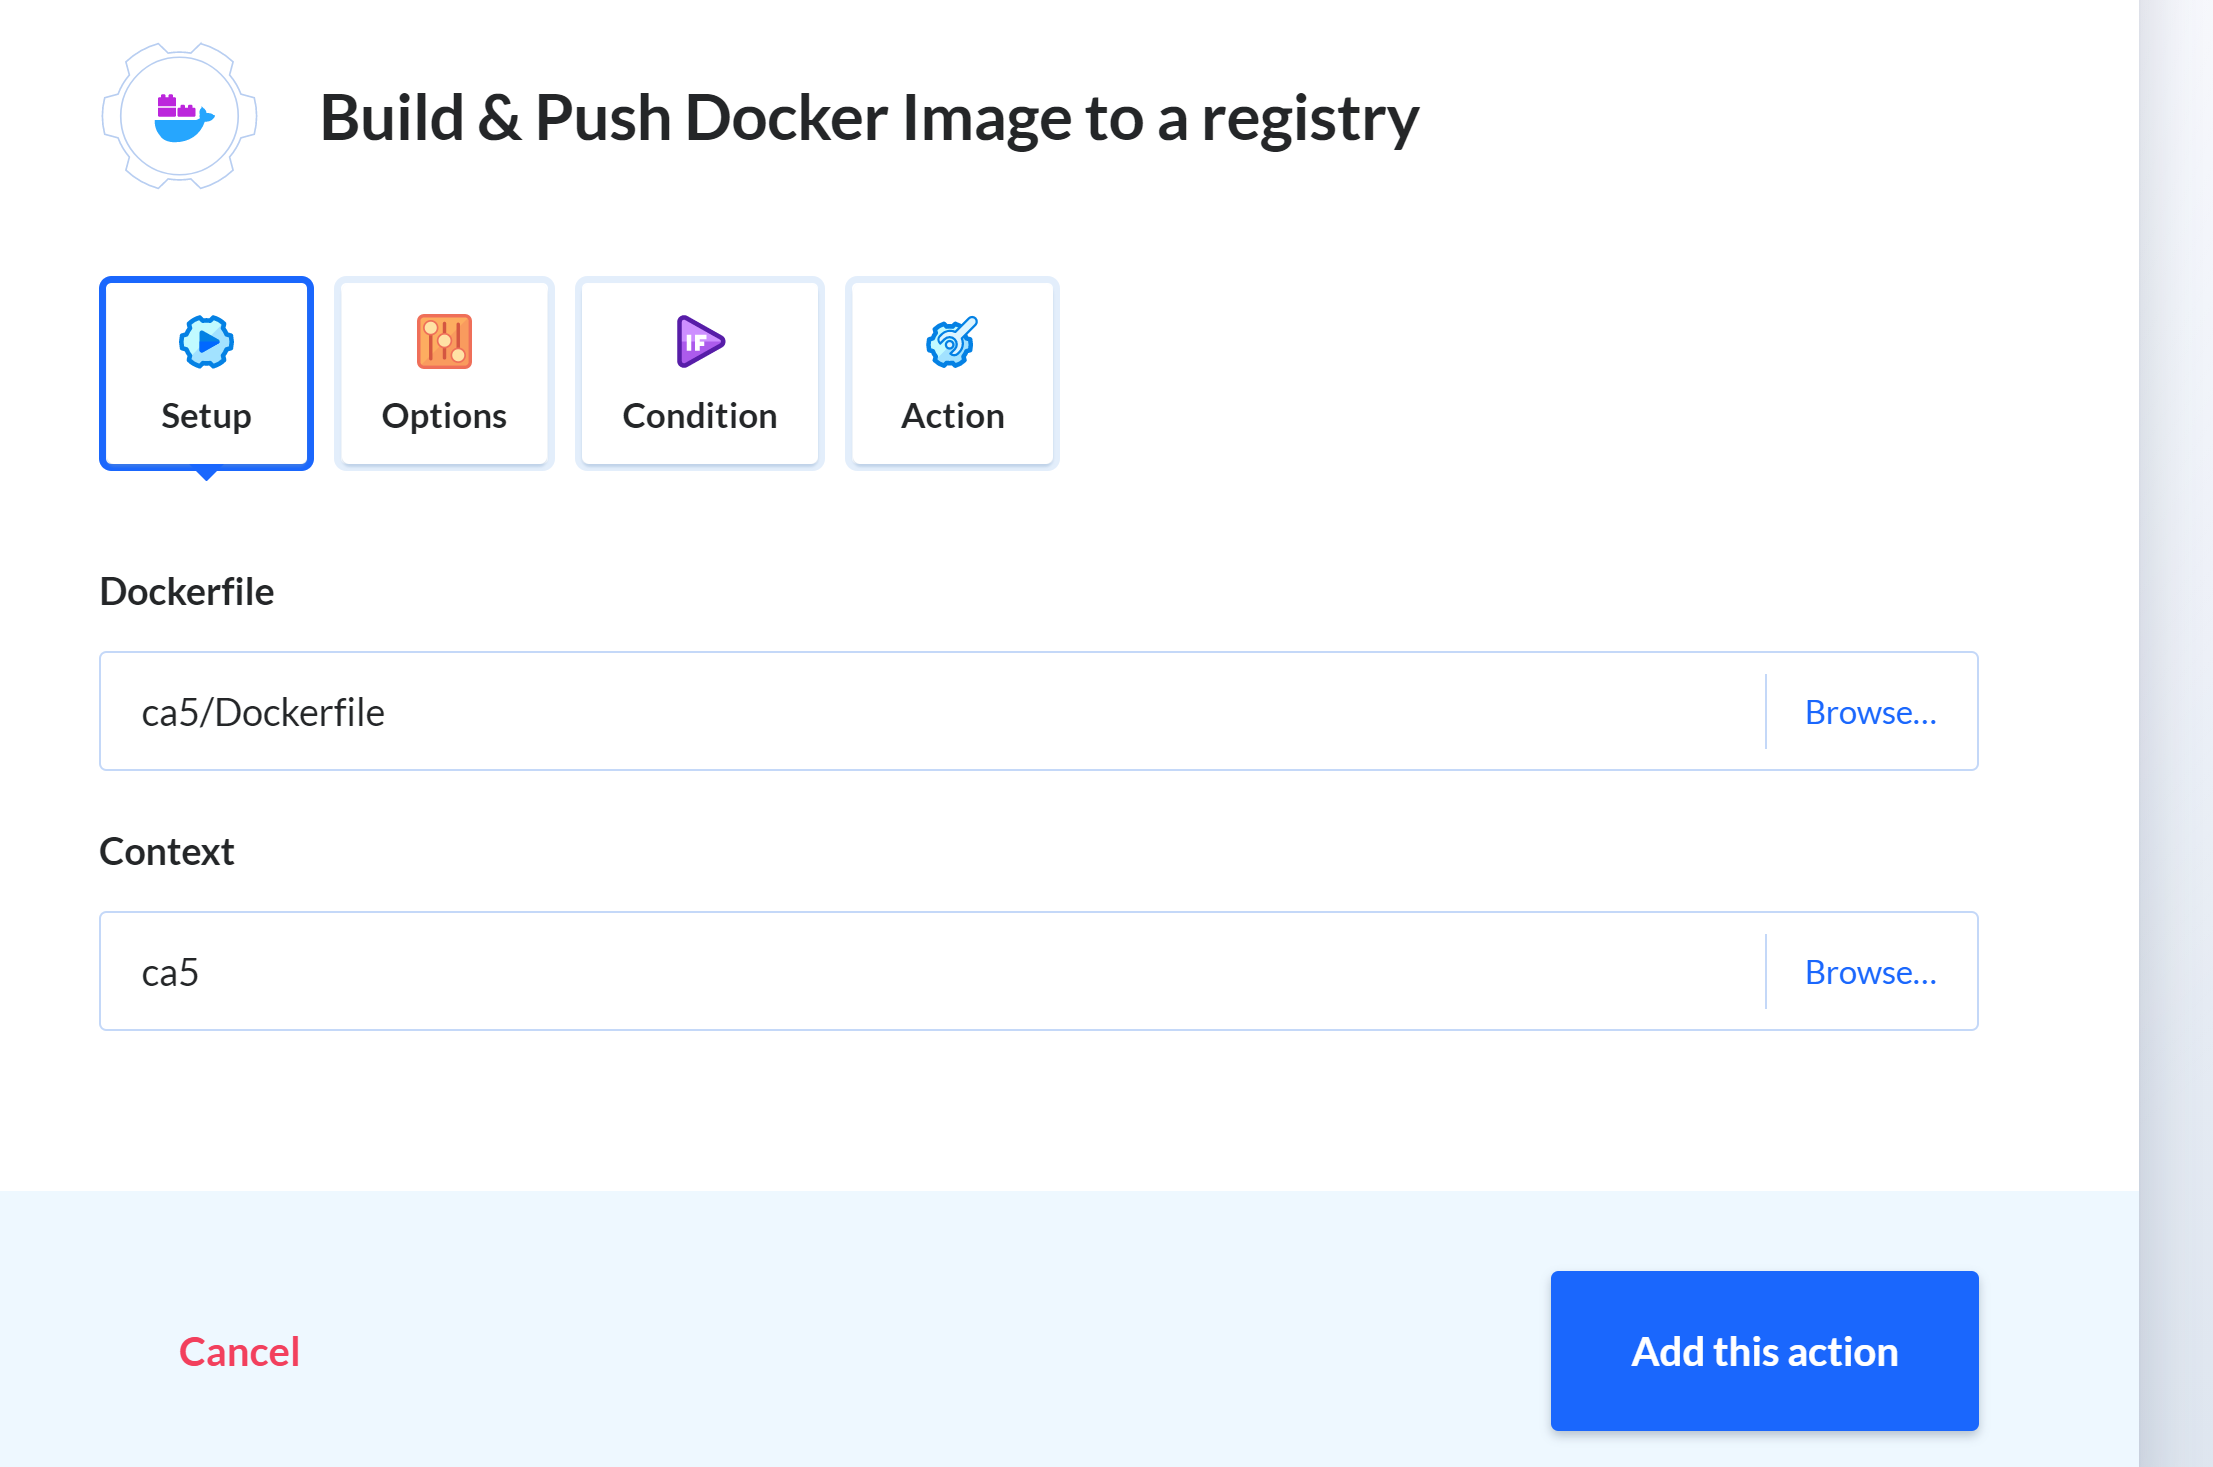 Build & Push Docker Image to a registry
Setup
Options
IF
Condition
Action
Dockerfile
ca5/Dockerfile
Browse...
Context
ca5
Browse...
Cancel
Add this action